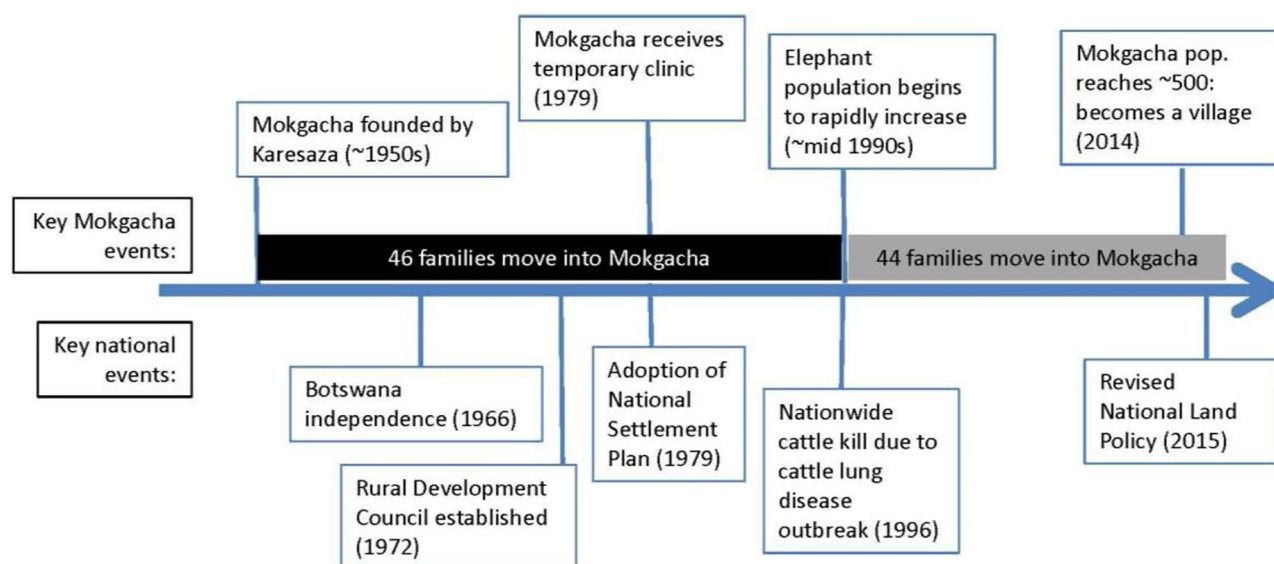 Mokgacha founded by
Karesaza (~1950s)
Mokgacha receives
temporary clinic
(1979)
Elephant
population begins
to rapidly increase
(~mid 1990s)
Mokgacha pop.
reaches ~500:
becomes a village
(2014)
Key Mokgacha
events:
46 families move into Mokgacha
44 families move into Mokgacha
Key national
events:
Botswana
independence (1966)
Rural Development
Council established
(1972)
Adoption of
National
Settlement
Plan (1979)
Nationwide
cattle kill due to
cattle lung
disease
outbreak (1996)
Revised
National Land
Policy (2015)